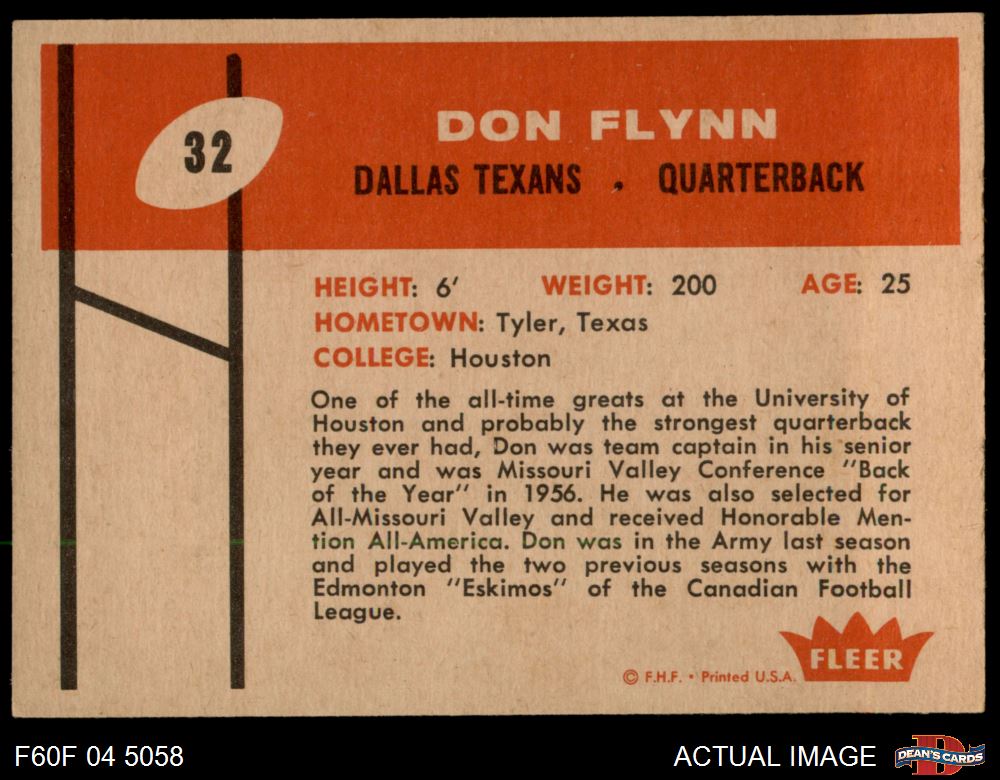 32
DON FLYNN
DALLAS TEXANS . QUARTERBACK
HEIGHT: 6' WEIGHT: 200 AGE: 25
HOMETOWN: Tyler, Texas
COLLEGE: Houston
One of the all-time greats at the University of
Houston and probably the strongest quarterback
they ever had, Don was team captain in his senior
year and was Missouri Valley Conference "Back
of the Year" in 1956. He was also selected for
All-Missouri Valley and received Honorable Men-
tion All-America. Don was in the Army last season
and played the two previous seasons with the
Edmonton "Eskimos" of the Canadian Football
League.
FLEER
© F.H.F. • Printed U.S.A.
F60F 04 5058
ACTUAL IMAGE
DEAN'S CARDS